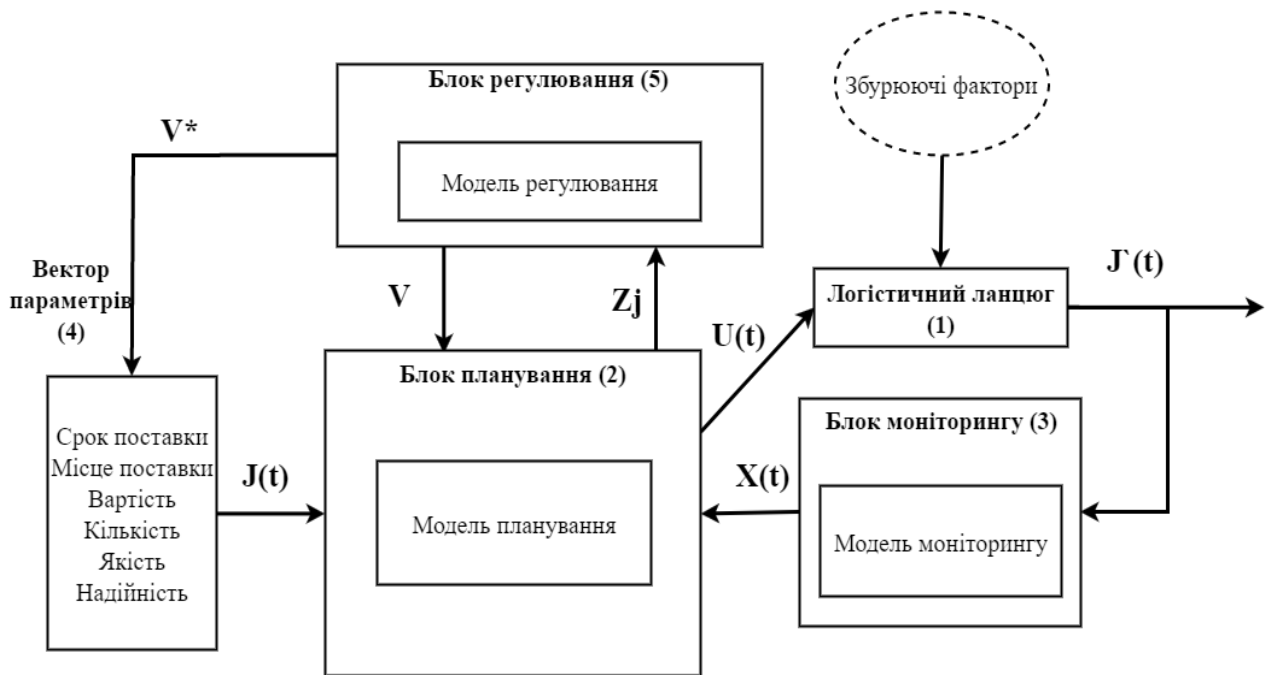 Блок регулювання (5)
Модель регулювання
Збурюючі фактори
V*
Вектор
параметрів
(4)
V
Zj
U(t)
Логістичний ланцюг
(1)
J`(t)
Блок планування (2)
Модель планування
Блок моніторингу (3)
Модель моніторингу
X(t)
J(t)
Срок поставки
Місце поставки
Вартість
Кількість
Якість
Надійність